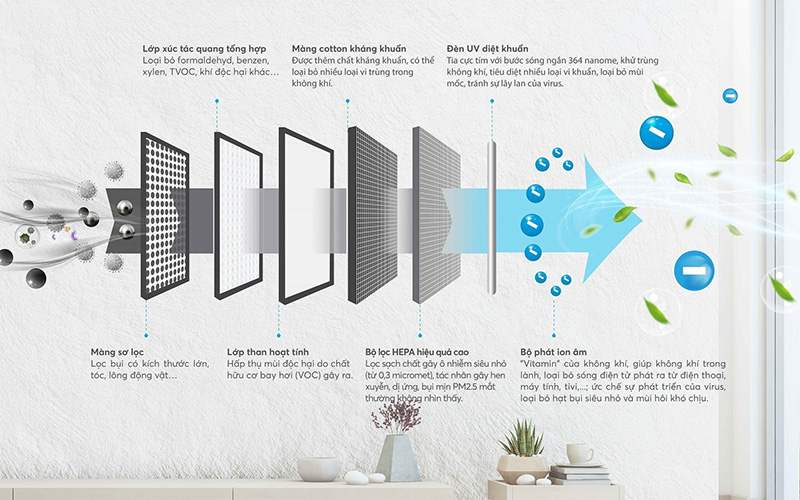 Lớp xúc tác quang tổng hợp
Loại bỏ formaldehyd, benzen,
xylen, TVOC, khí độc hại khác...
Màng cotton kháng khuẩn
Được thêm chất kháng khuẩn, có thể
loại bỏ nhiều loại vi trùng trong
không khí.
Đèn UV diệt khuẩn
Tia cực tím với bước sóng ngắn 364 nanome, khử trùng
không khí, tiêu diệt nhiều loại vi khuẩn, loại bỏ mùi
mốc, tránh sự lây lan của virus.
Màng sơ lọc
Lọc bụi có kích thước lớn,
tóc, lông động vật...
Lớp than hoạt tính
Hấp thụ mùi độc hại do chất
hữu cơ bay hơi (VOC) gây ra.
Bộ lọc HEPA hiệu quả cao
Lọc sạch chất gây ô nhiễm siêu nhỏ
(từ 0,3 micromet), tác nhân gây hen
xuyễn, dị ứng, bụi mịn PM2.5 mắt
thường không nhìn thấy.
Bộ phát ion âm
"Vitamin" của không khí, giúp không khí trong
lành, loại bỏ sóng điện từ phát ra từ điện thoại,
máy tính, tivi,...; ức chế sự phát triển của virus,
loại bỏ hạt bụi siêu nhỏ và mùi hôi khó chịu.